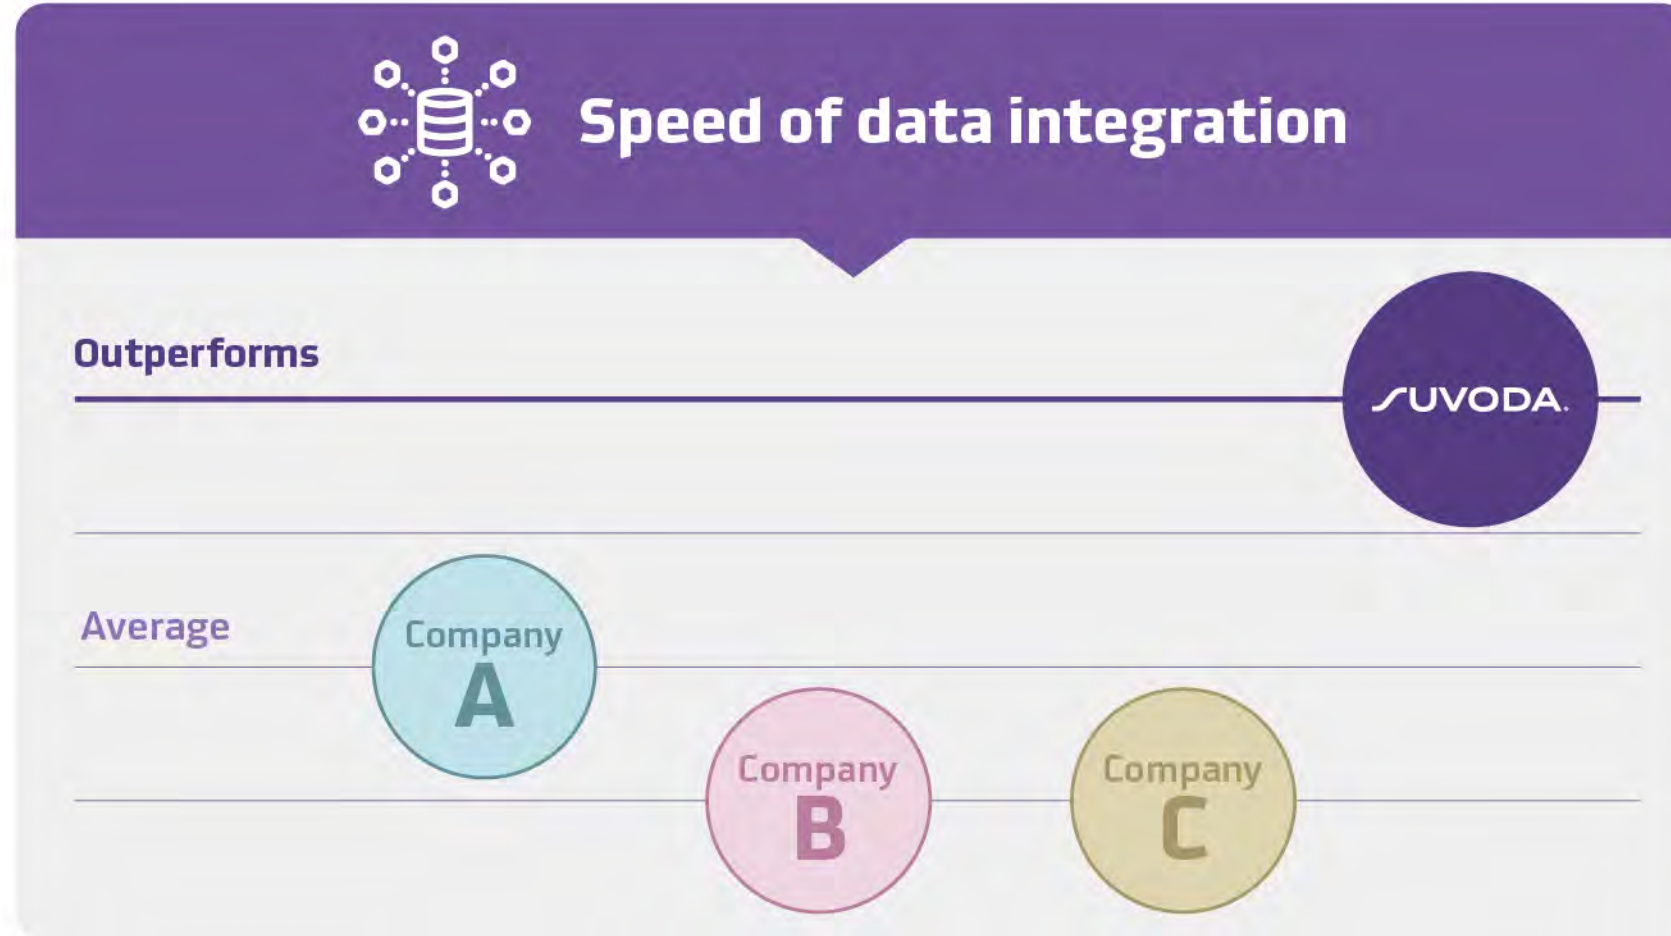 Speed of data integration
Outperforms
SUVODA.
Average
Company
A
Company
B
Company
C